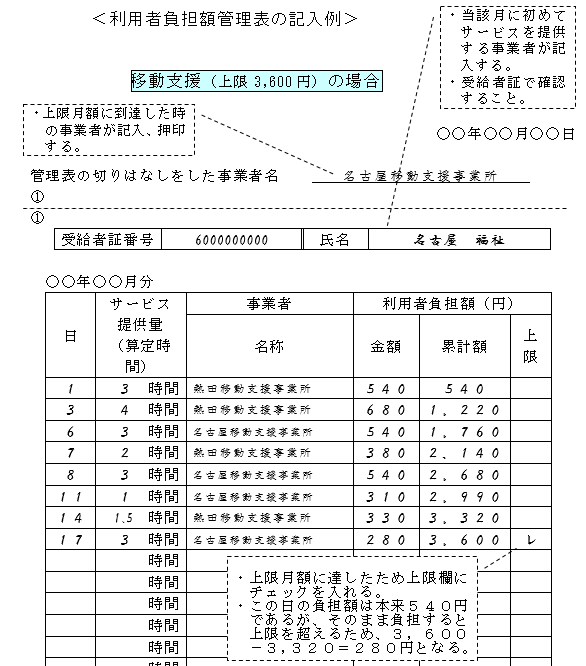 ＜利用者負担額管理表の記入例＞
・当該月に初めて
サービスを提供
する事業者が記
入する。
・受給者証で確認
すること。
移動支援（上限 3,600 円）の場合
・上限月額に到達した時
の事業者が記入、押印
する。
○○年○○月○○日
管理表の切りはなしをした事業者名　名古屋移動支援事業所
①
①
受給者証番号　6000000000　氏名　名古屋　福祉
○○年○○月分
日　サービス提供量（算定時間）　事業者　利用者負担額（円）
名称　金額　累計額　上限
1　3　時間　熱田移動支援事業所　５４０　５４０
3　4　時間　熱田移動支援事業所　６８０　１，２２０
6　3　時間　名古屋移動支援事業所　５４０　１，７６０
7　2　時間　熱田移動支援事業所　３８０　２，１４０
8　3　時間　名古屋移動支援事業所　５４０　２，６８０
１１　1　時間　名古屋移動支援事業所　３１０　２，９９０
１４　1.5　時間　熱田移動支援事業所　３３０　３，３２０
１７　3　時間　名古屋移動支援事業所　２８０　３，６００　レ
時間
時間
時間
時間
時間
・上限月額に達したため上限欄に
チェックを入れる。
・この日の負担額は本来５４０円
であるが、そのまま負担すると
上限を超えるため、３，６００
－３，３２０＝２８０円となる。